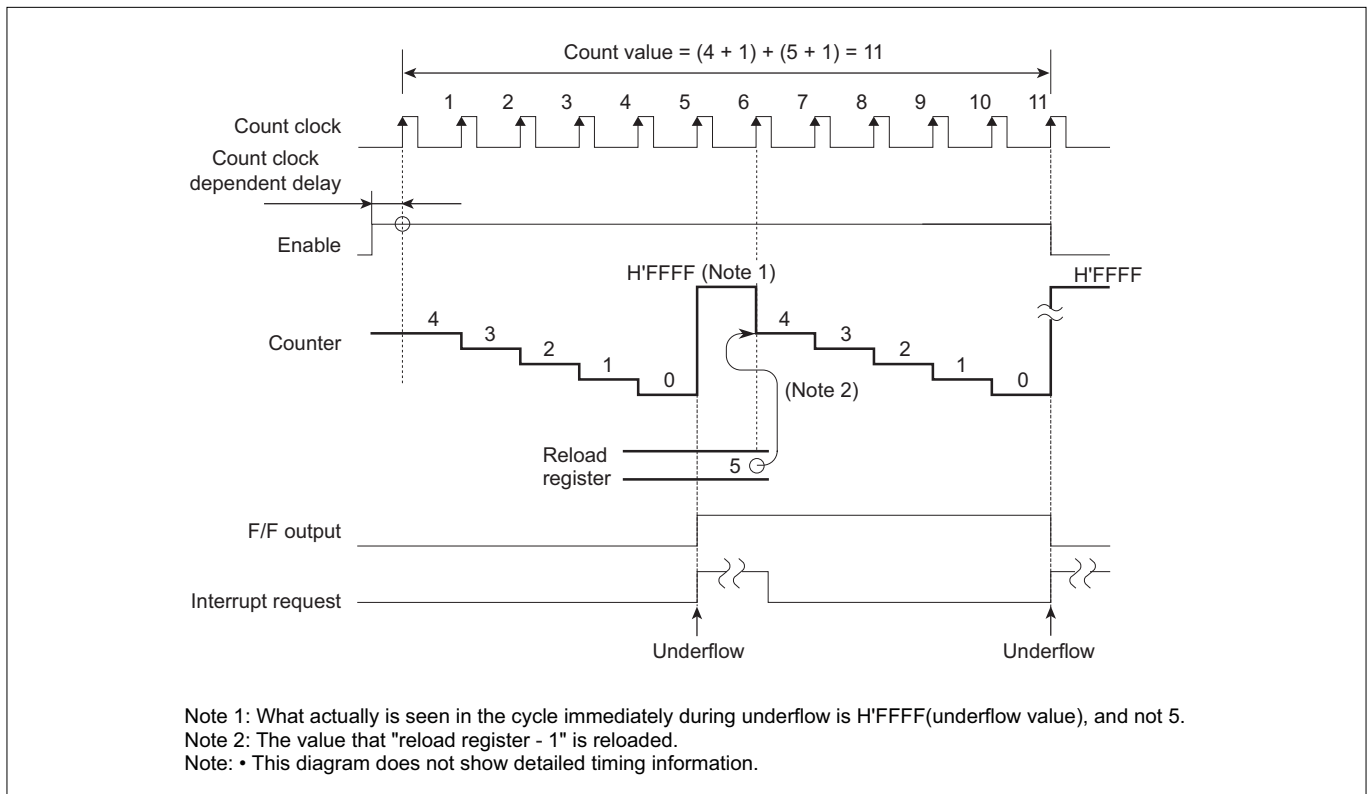 Count value = (4 + 1) + (5 + 1) = 11
1 2 3 4 5 6 7 8 9 10 11
Count clock
Count clock
dependent delay
Enable
H'FFFF (Note 1)
H'FFFF
Counter
4 3 2 1 0 4 3 2 1 0
(Note 2)
Reload
register
5
F/F output
Interrupt request
Underflow Underflow
Note 1: What actually is seen in the cycle immediately during underflow is H'FFFF(underflow value), and not 5.
Note 2: The value that "reload register - 1" is reloaded.
Note: • This diagram does not show detailed timing information.